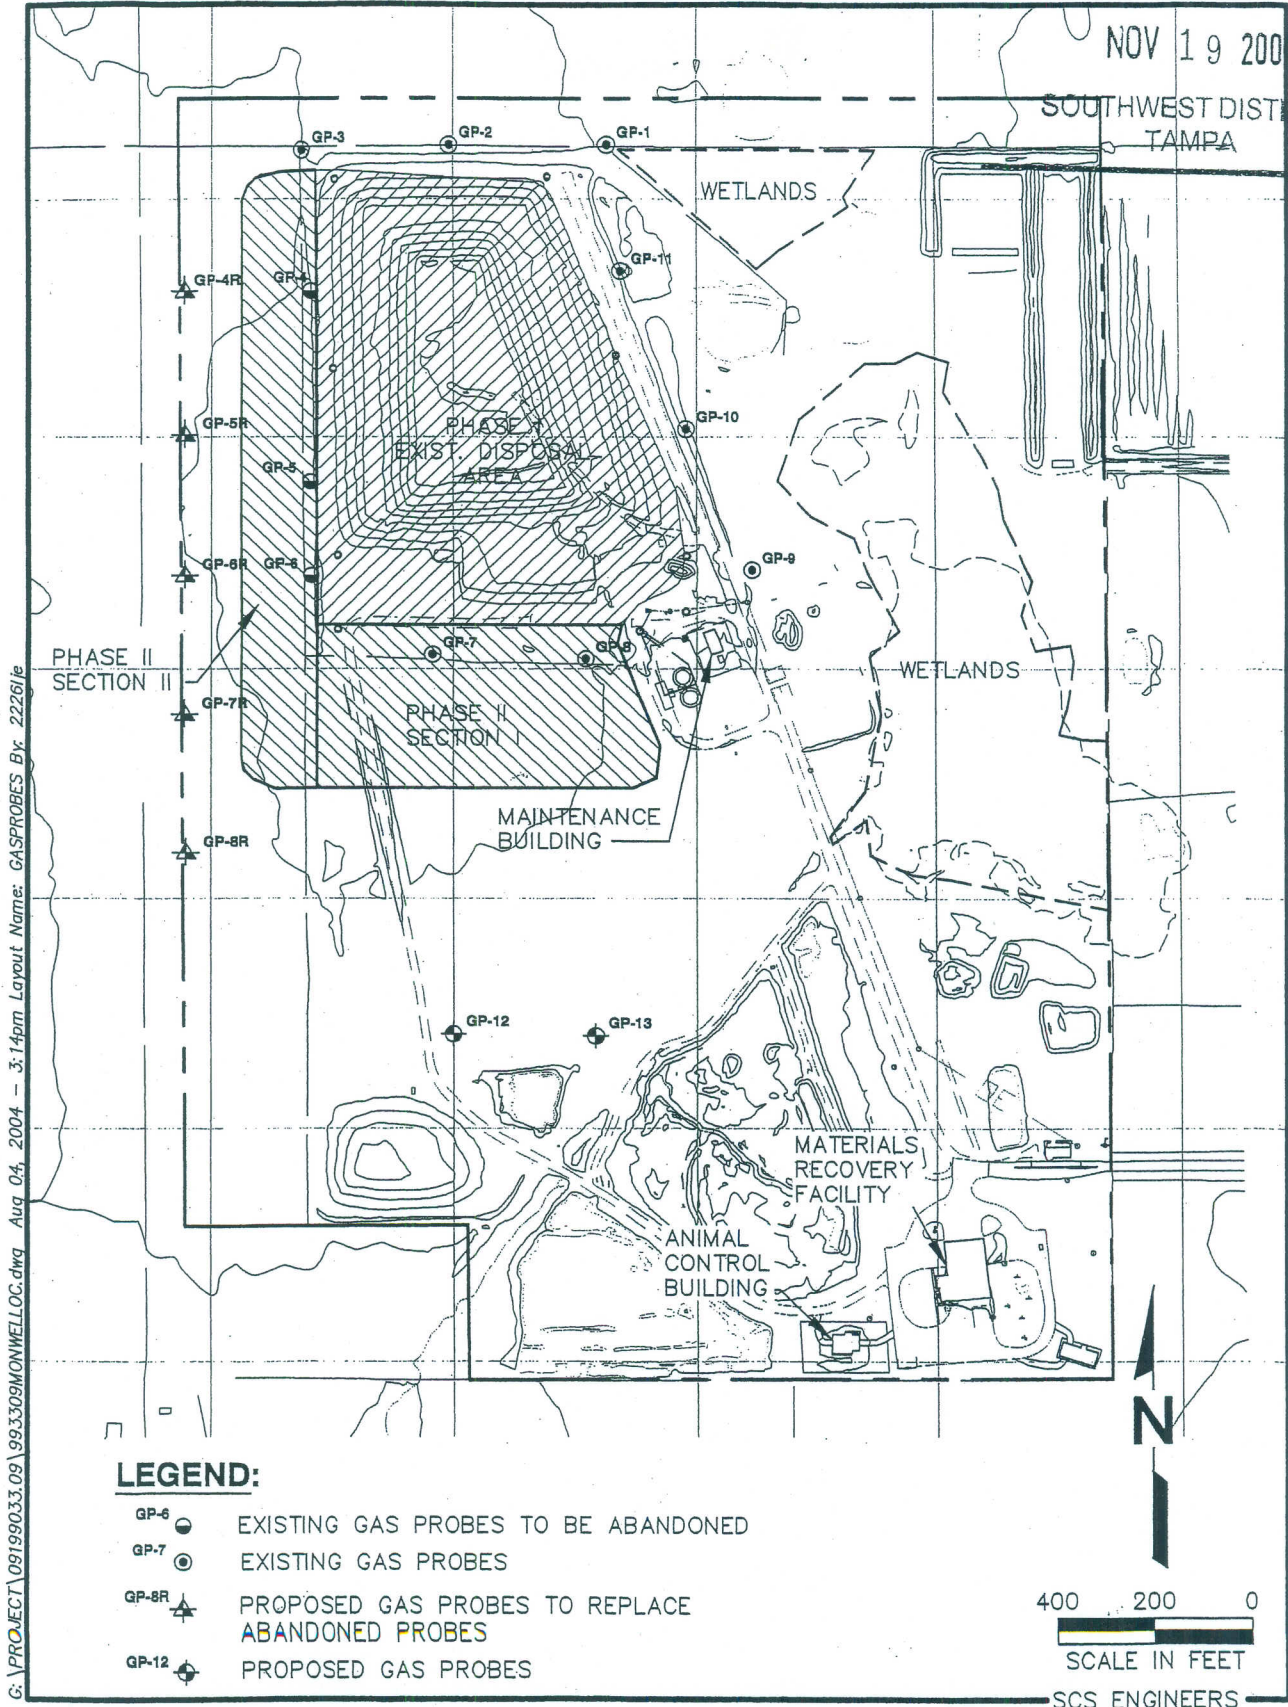 NOV 19 200
SOUTHWEST DIST
TAMPA
GP-3
GP-2
GP-1
WETLANDS
GP-11
GP-4R
GP-4
GP-10
GP-5R
PHASE I
EXIST. DISPOSAL
AREA
GP-5
GP-6R
GP-6
GP-9
GP-7
GP-8
PHASE II
SECTION II
WETLANDS
GP-7R
PHASE II
SECTION I
MAINTENANCE
BUILDING
GP-8R
GP-12
GP-13
MATERIALS
RECOVERY
FACILITY
ANIMAL
CONTROL
BUILDING
N
LEGEND:
GP-6
EXISTING GAS PROBES TO BE ABANDONED
GP-7
EXISTING GAS PROBES
GP-8R
PROPOSED GAS PROBES TO REPLACE
ABANDONED PROBES
GP-12
PROPOSED GAS PROBES
400 200 0
SCALE IN FEET
SCS ENGINEERS
G:\PROJECT\09199033.09\9933309MONWELLOC.dwg Aug 04, 2004 - 3:14pm Layout Name: GASPROBES By: 2226lje